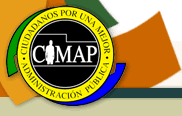 CIUDADANOS POR UNA MEJOR
CIMAP
ADMINISTRACIÓN PÚBLICA